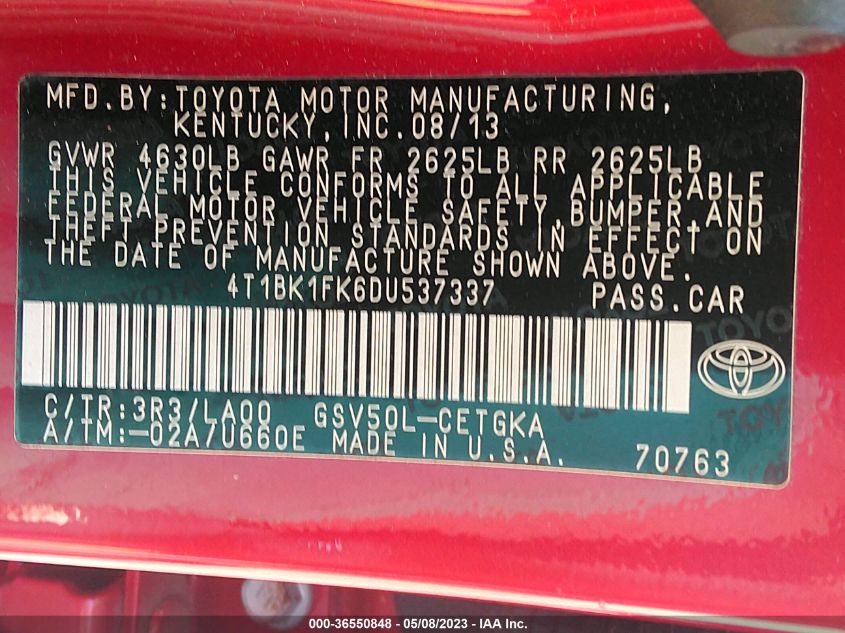 MFD.BY:TOYOTA MOTOR MANUFACTURING,
KENTUCKY,INC.08/13
GVWR 4630LB GAWR FR 2625LB RR 2625LB
THIS VEHICLE CONFORMS TO ALL APPLICABLE
FEDERAL MOTOR VEHICLE SAFETY,BUMPER,AND
THEFT PREVENTION STANDARDS IN EFFECT ON
THE DATE OF MANUFACTURE SHOWN ABOVE.
4T1BK1FK6DU537337 PASS.CAR
C/TR:3R3/LA00 GSV50L-CETGKA
A/TM:-02A/U660E MADE IN U.S.A. 70763
TOYOTA
000-36550848 - 05/08/2023 - IAA Inc.